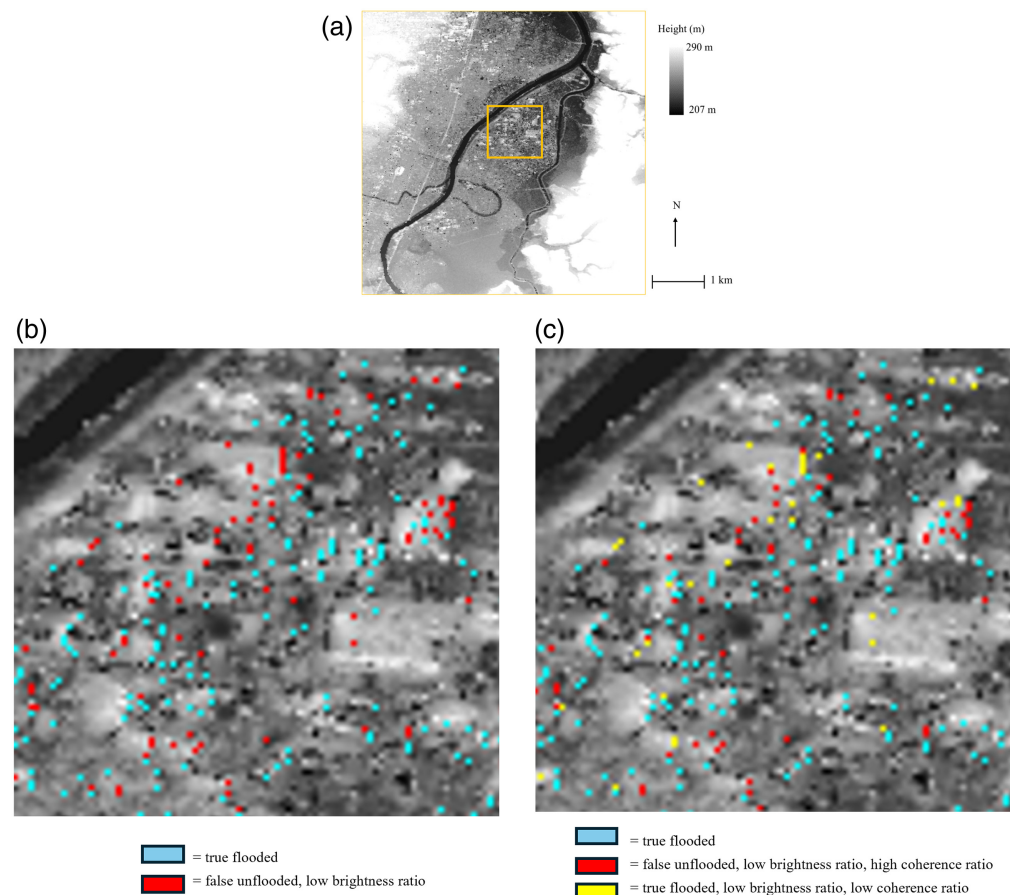 (a)
Height (m)
290 m
207 m
N
1 km
(b)
(c)
= true flooded
= false unflooded, low brightness ratio
= true flooded
= false unflooded, low brightness ratio, high coherence ratio
= true flooded, low brightness ratio, low coherence ratio